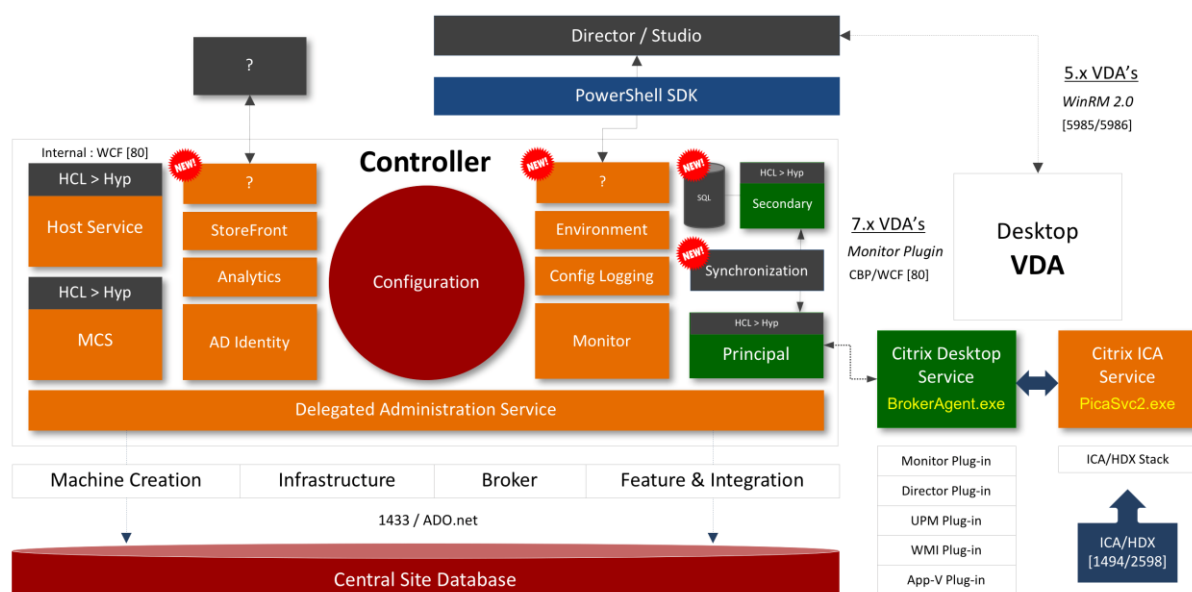 Director / Studio
?
PowerShell SDK
5.x VDA's
WinRM 2.0
[5985/5986]
Internal : WCF [80]
Controller
HCL > Hyp
Host Service
NEW!
?
StoreFront
Analytics
AD Identity
HCL > Hyp
MCS
Configuration
NEW!
?
Environment
Config Logging
Monitor
NEW!
SQL
HCL > Hyp
Secondary
NEW!
Synchronization
HCL > Hyp
Principal
7.x VDA's
Monitor Plugin
CBP/WCF [80]
Desktop
VDA
Delegated Administration Service
Citrix Desktop
Service
BrokerAgent.exe
Citrix ICA
Service
PicaSvc2.exe
Machine Creation
Infrastructure
Broker
Feature & Integration
Monitor Plug-in
Director Plug-in
UPM Plug-in
WMI Plug-in
App-V Plug-in
ICA/HDX Stack
ICA/HDX
[1494/2598]
1433 / ADO.net
Central Site Database